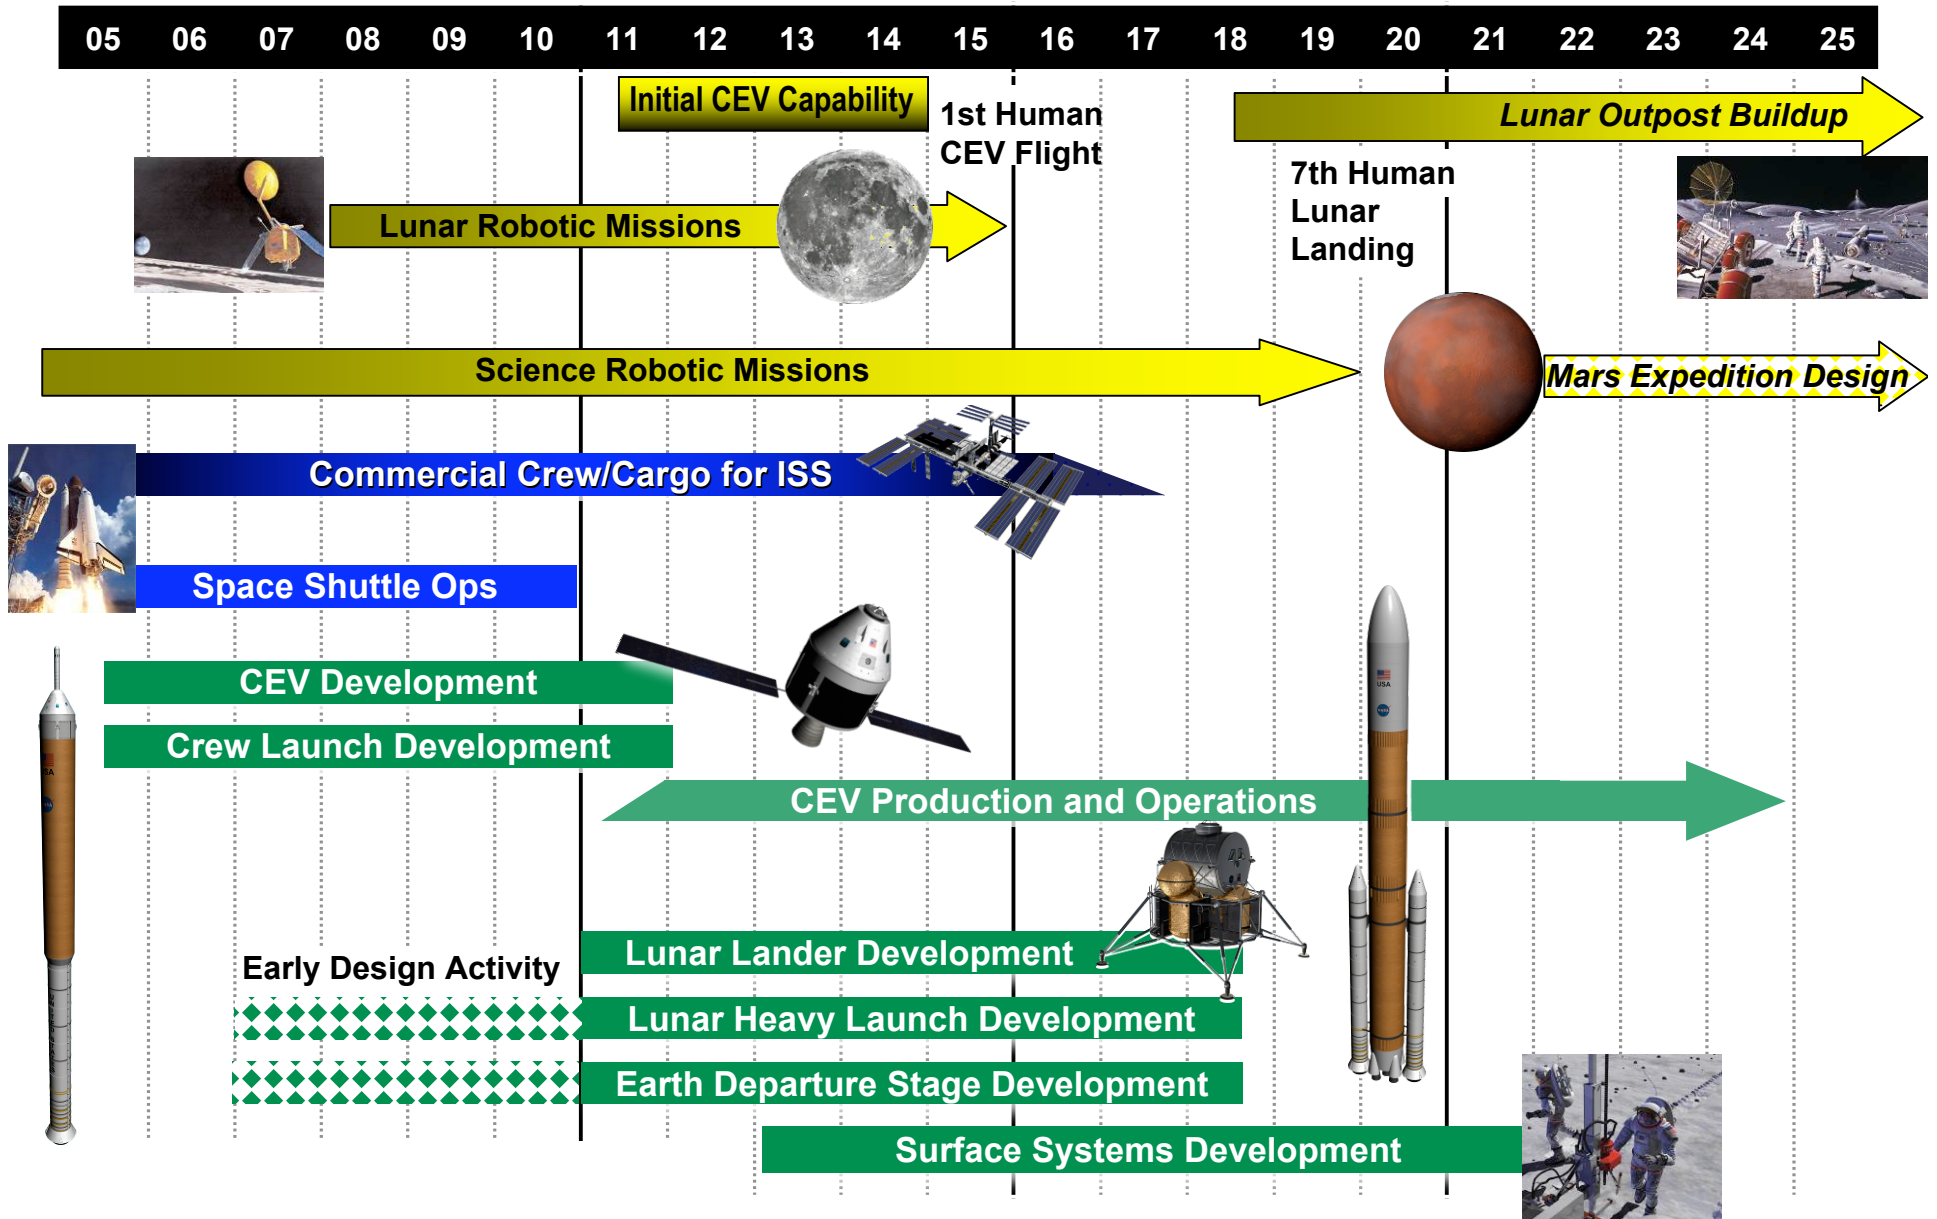 05 06 07 08 09 10 11 12 13 14 15 16 17 18 19 20 21 22 23 24 25
Initial CEV Capability
1st Human
CEV Flight
Lunar Outpost Buildup
7th Human
Lunar
Landing
Lunar Robotic Missions
Science Robotic Missions
Mars Expedition Design
Commercial Crew/Cargo for ISS
Space Shuttle Ops
CEV Development
Crew Launch Development
USA
CEV Production and Operations
Early Design Activity
Lunar Lander Development
Lunar Heavy Launch Development
Earth Departure Stage Development
Surface Systems Development